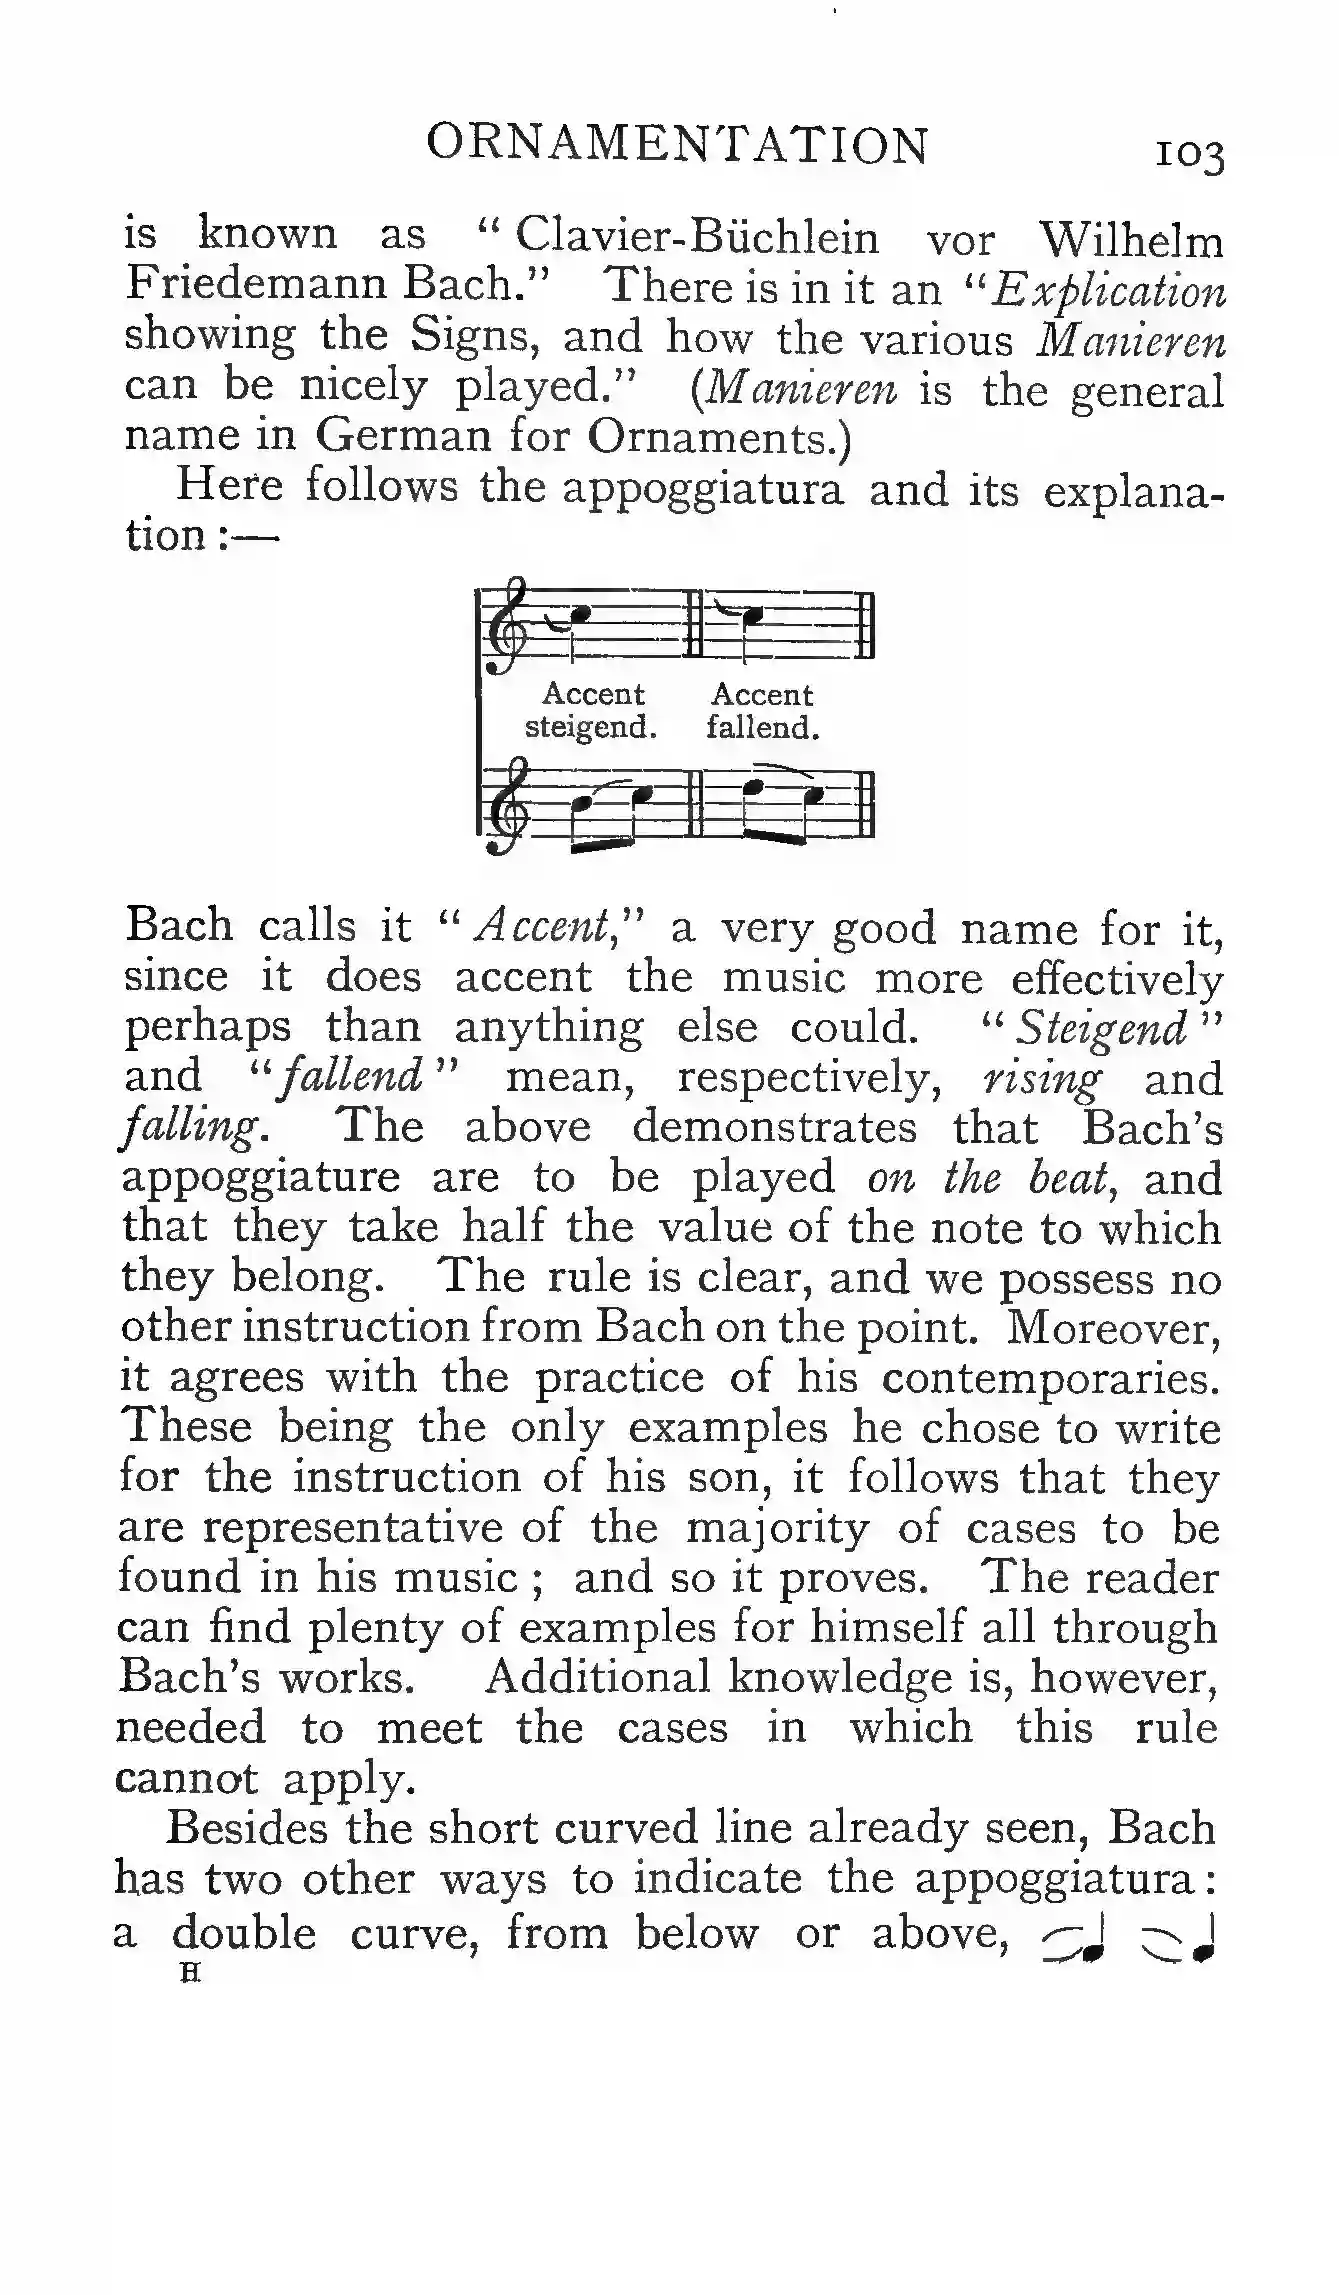 ORNAMENTATION 103
is known as “ Clavier-Büchlein vor Wilhelm
Friedemann Bach.” There is in it an “Explication
showing the Signs, and how the various Manieren
can be nicely played.” (Manieren is the general
name in German for Ornaments.)
Here follows the appoggiatura and its explana-
tion :—
Accent Accent
steigend. fallend.
Bach calls it “ Accent,” a very good name for it,
since it does accent the music more effectively
perhaps than anything else could. “ Steigend ”
and “fallend ” mean, respectively, rising and
falling. The above demonstrates that Bach’s
appoggiature are to be played on the beat, and
that they take half the value of the note to which
they belong. The rule is clear, and we possess no
other instruction from Bach on the point. Moreover,
it agrees with the practice of his contemporaries.
These being the only examples he chose to write
for the instruction of his son, it follows that they
are representative of the majority of cases to be
found in his music ; and so it proves. The reader
can find plenty of examples for himself all through
Bach’s works. Additional knowledge is, however,
needed to meet the cases in which this rule
cannot apply.
Besides the short curved line already seen, Bach
has two other ways to indicate the appoggiatura :
a double curve, from below or above,
H